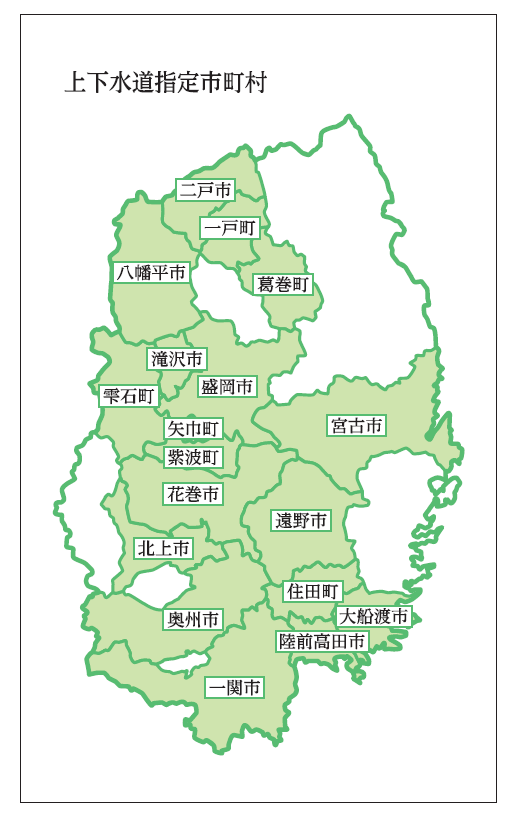 上下水道指定市町村
二戸市
一戸町
八幡平市
葛巻町
滝沢市
盛岡市
雫石町
矢巾町
宮古市
紫波町
花巻市
遠野市
北上市
住田町
大船渡市
奥州市
陸前高田市
一関市